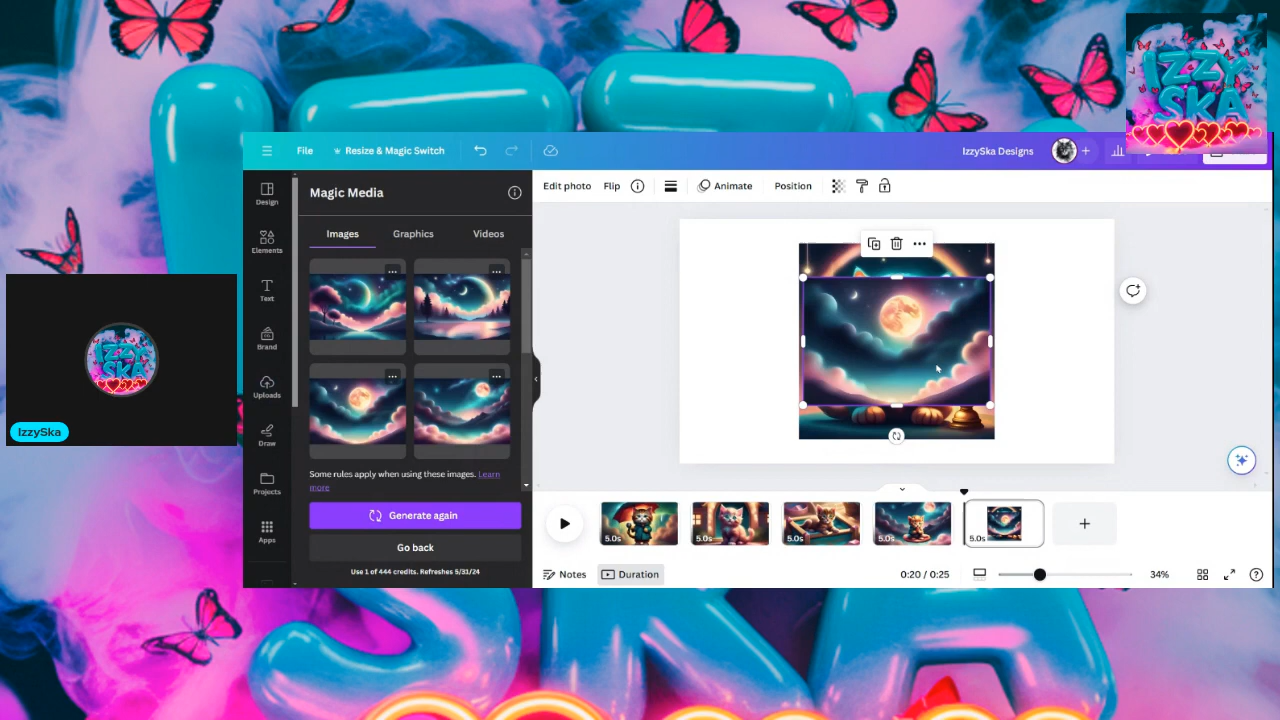 IZZY
SKA
File
Resize & Magic Switch
IzzySka Designs
Design
Elements
Text
Brand
Uploads
Draw
Projects
Apps
Magic Media
Images
Graphics
Videos
Some rules apply when using these images. Learn
more
Generate again
Go back
Use 1 of 444 credits. Refreshes 5/31/24
Edit photo
Flip
Animate
Position
5.0s
5.0s
5.0s
5.0s
5.0s
Notes
Duration
0:20 / 0:25
34%
IzzySka
SKA